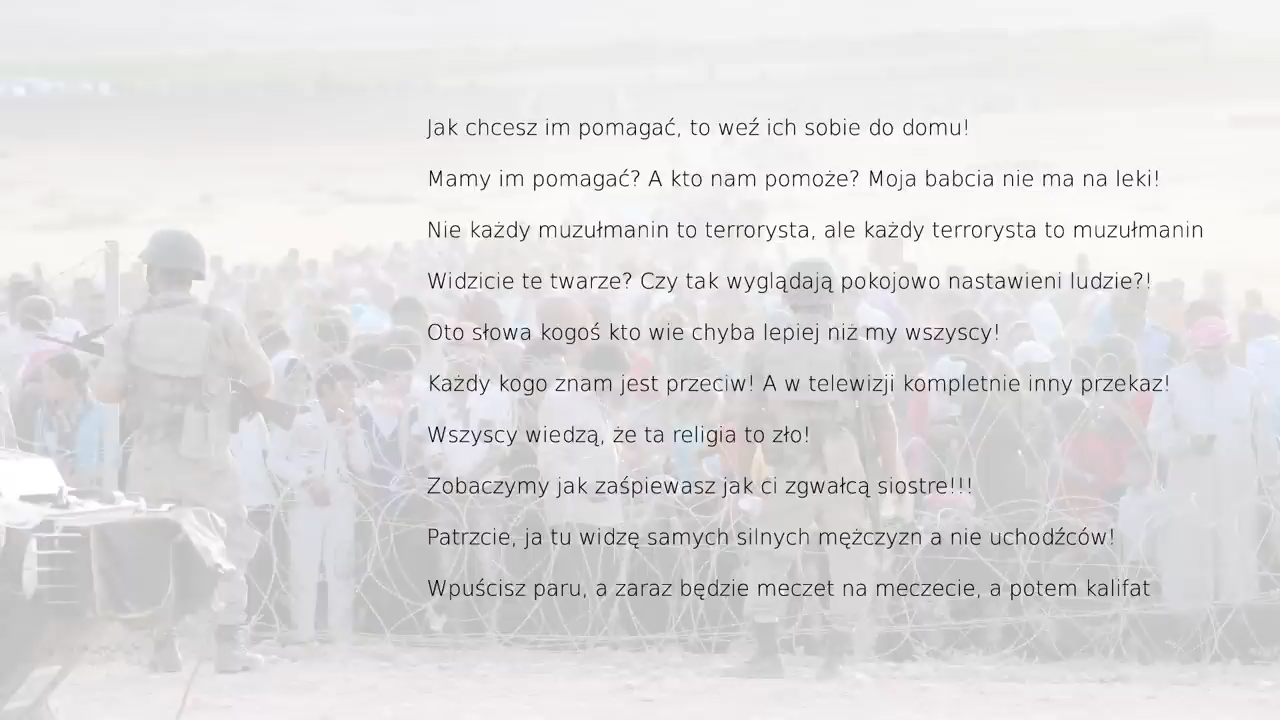 Jak chcesz im pomagać, to weź ich sobie do domu!
Mamy im pomagać? A kto nam pomoże? Moja babcia nie ma na leki!
Nie każdy muzułmanin to terrorysta, ale każdy terrorysta to muzułmanin
Widzicie te twarze? Czy tak wyglądają pokojowo nastawieni ludzie?!
Oto słowa kogoś kto wie chyba lepiej niż my wszyscy!
Każdy kogo znam jest przeciw! A w telewizji kompletnie inny przekaz!
Wszyscy wiedzą, że ta religia to zło!
Zobaczymy jak zaśpiewasz jak ci zgwałcą siostre!!!
Patrzcie, ja tu widzę samych silnych mężczyzn a nie uchodźców!
Wpuścisz paru, a zaraz będzie meczet na meczecie, a potem kalifat